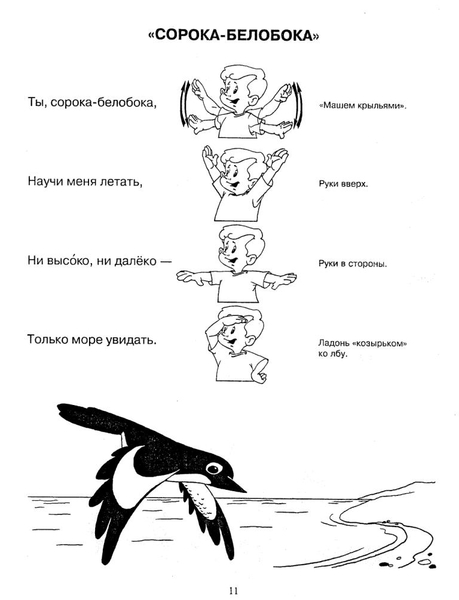 «СОРОКА-БЕЛОБОКА»
Ты, сорока-белобока,
«Машем крыльями».
Научи меня летать,
Руки вверх.
Ни высо́ко, ни далёко —
Руки в стороны.
Только море увидать.
Ладонь «козырьком»
ко лбу.
11